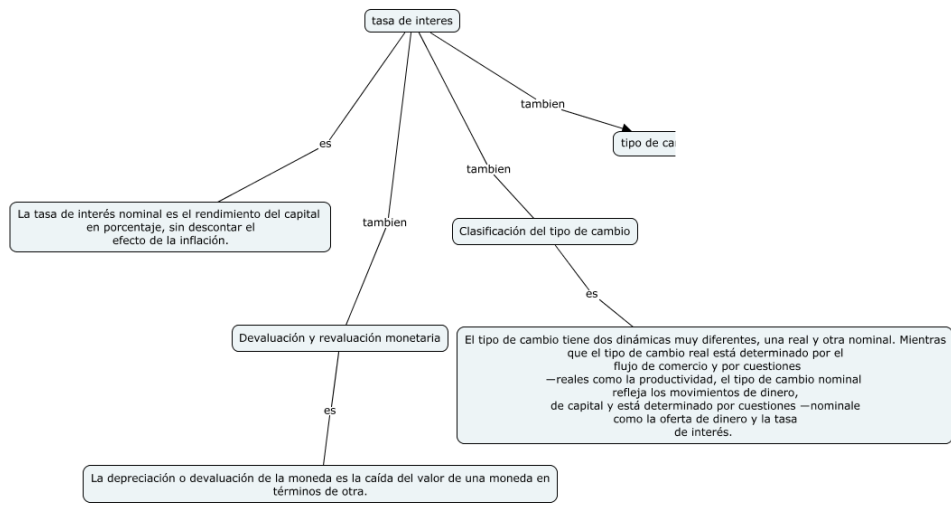 tasa de interes
tambien
tipo de ca
es
tambien
La tasa de interés nominal es el rendimiento del capital
en porcentaje, sin descontar el
efecto de la inflación.
tambien
Clasificación del tipo de cambio
es
Devaluación y revaluación monetaria
El tipo de cambio tiene dos dinámicas muy diferentes, una real y otra nominal. Mientras
que el tipo de cambio real está determinado por el
flujo de comercio y por cuestiones
―reales como la productividad, el tipo de cambio nominal
refleja los movimientos de dinero,
de capital y está determinado por cuestiones ―nominale
como la oferta de dinero y la tasa
de interés.
es
La depreciación o devaluación de la moneda es la caída del valor de una moneda en
términos de otra.